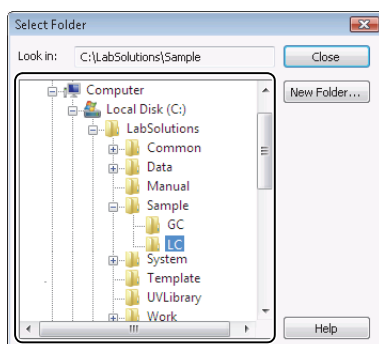 Select Folder
Look in: C:\LabSolutions\Sample Close
Computer New Folder...
Local Disk (C:)
LabSolutions
Common
Data
Manual
Sample
GC
LC
System
Template
UVLibrary
Work
Help